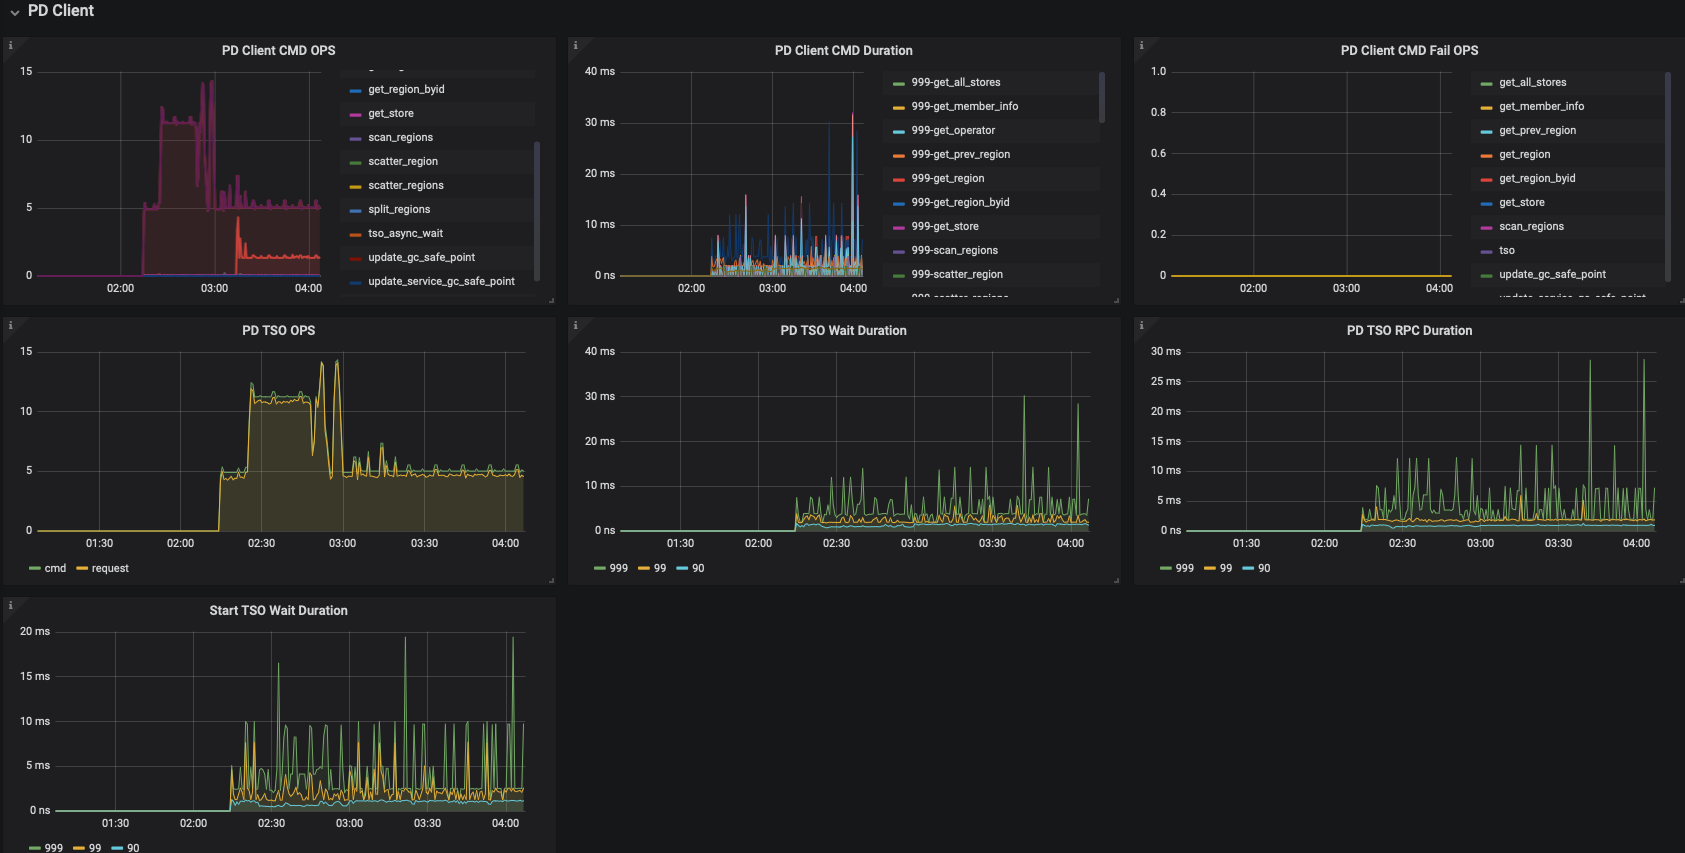 PD Client
PD Client CMD OPS
15
10
5
0
02:00
03:00
04:00
get_region_byid
get_store
scan_regions
scatter_region
scatter_regions
split_regions
tso_async_wait
update_gc_safe_point
update_service_gc_safe_point
PD Client CMD Duration
40 ms
30 ms
20 ms
10 ms
0 ns
02:00
03:00
04:00
999-get_all_stores
999-get_member_info
999-get_operator
999-get_prev_region
999-get_region
999-get_region_byid
999-get_store
999-scan_regions
999-scatter_region
999-scatter_regions
PD Client CMD Fail OPS
1.0
0.8
0.6
0.4
0.2
0
02:00
03:00
04:00
get_all_stores
get_member_info
get_prev_region
get_region
get_region_byid
get_store
scan_regions
tso
update_gc_safe_point
update_service_gc_safe_point
PD TSO OPS
15
10
5
0
01:30
02:00
02:30
03:00
03:30
04:00
cmd
request
PD TSO Wait Duration
40 ms
30 ms
20 ms
10 ms
0 ns
01:30
02:00
02:30
03:00
03:30
04:00
999
99
90
PD TSO RPC Duration
30 ms
25 ms
20 ms
15 ms
10 ms
5 ms
0 ns
01:30
02:00
02:30
03:00
03:30
04:00
999
99
90
Start TSO Wait Duration
20 ms
15 ms
10 ms
5 ms
0 ns
01:30
02:00
02:30
03:00
03:30
04:00
999
99
90